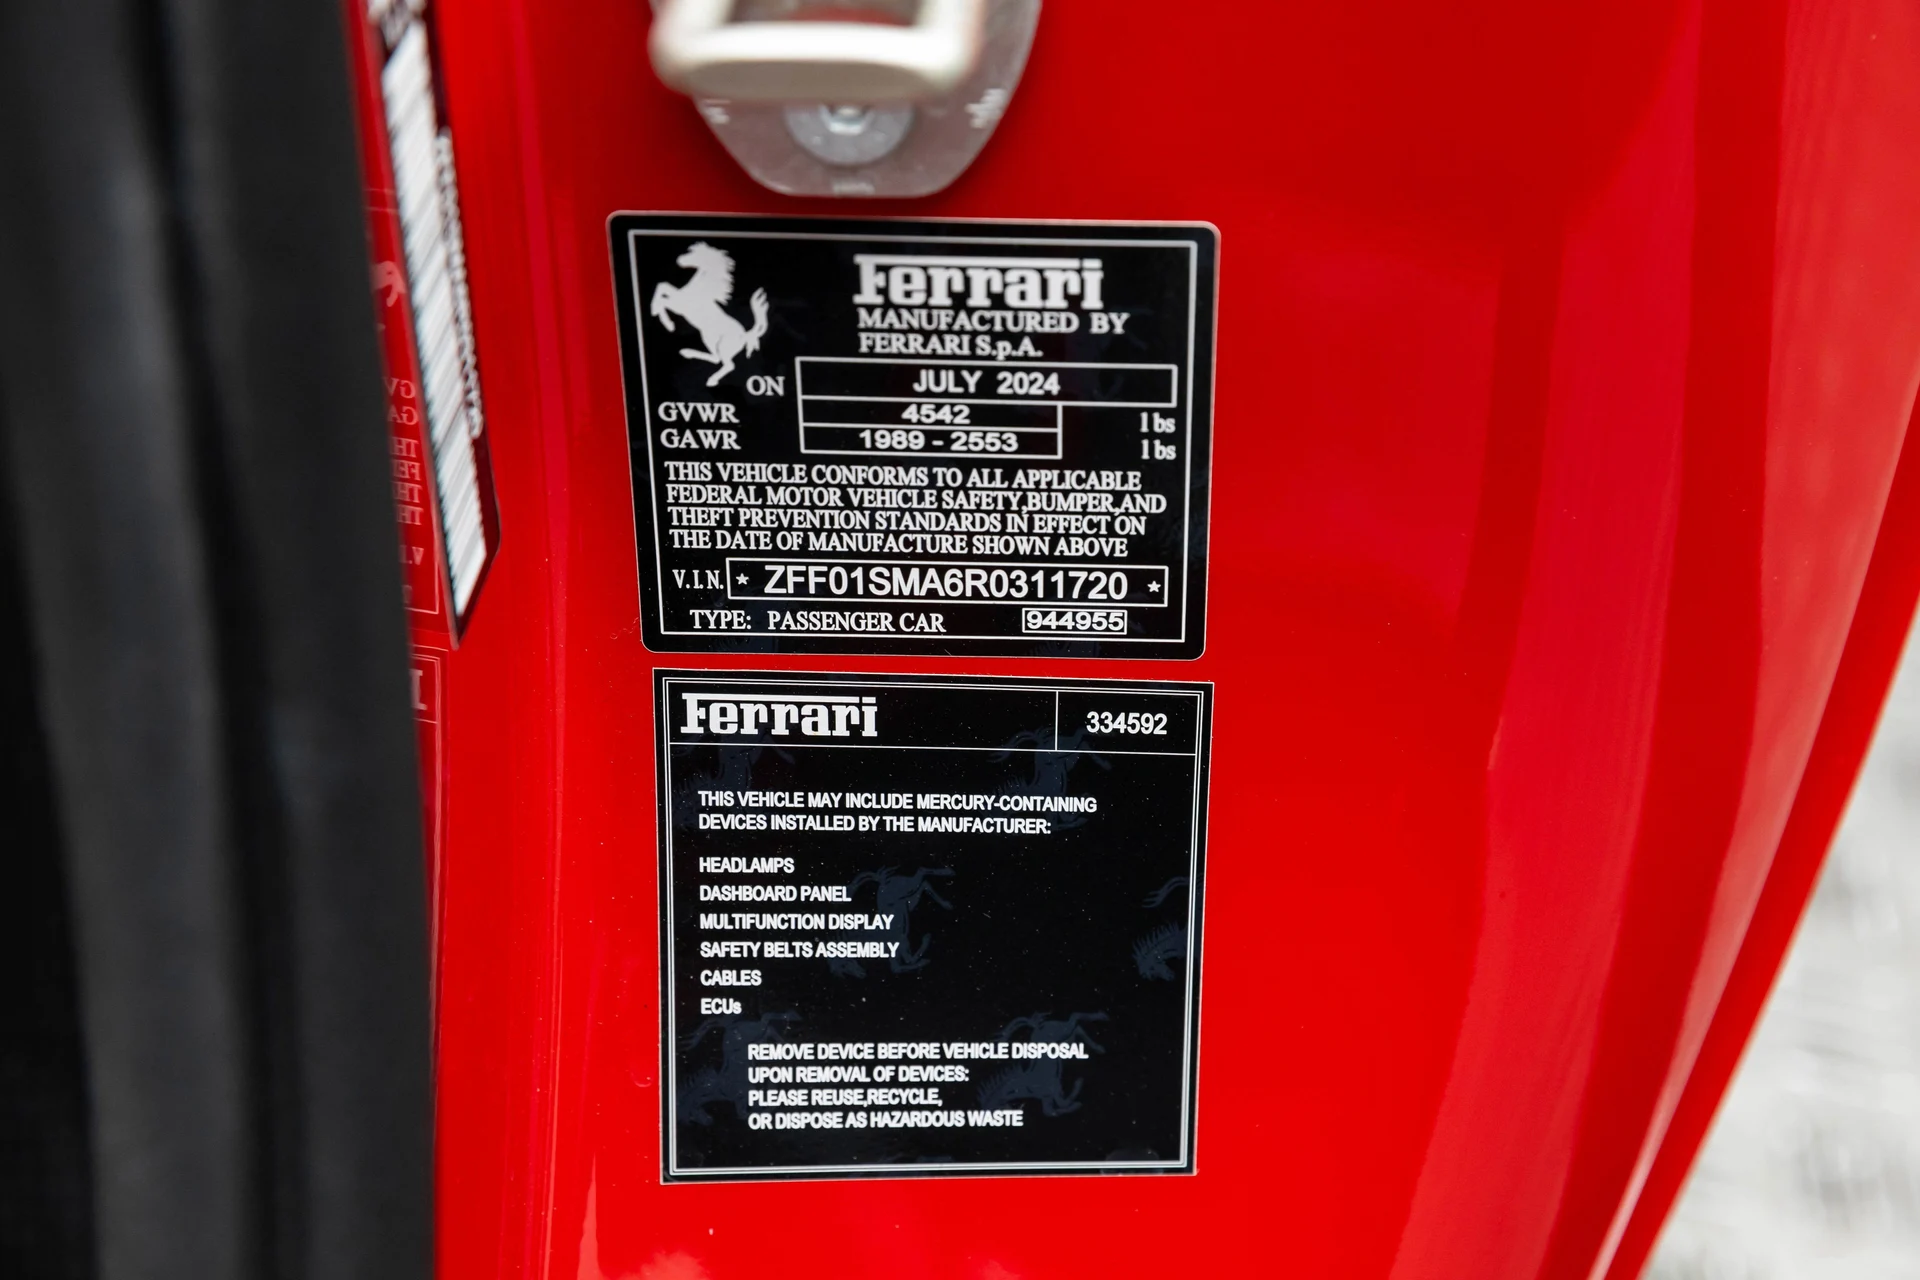 Ferrari
MANUFACTURED BY
FERRARI S.p.A.
ON JULY 2024
GVWR 4542 lbs
GAWR 1989 - 2553 lbs
THIS VEHICLE CONFORMS TO ALL APPLICABLE
FEDERAL MOTOR VEHICLE SAFETY,BUMPER,AND
THEFT PREVENTION STANDARDS IN EFFECT ON
THE DATE OF MANUFACTURE SHOWN ABOVE
V.I.N. * ZFF01SMA6R0311720 *
TYPE: PASSENGER CAR 944955
Ferrari 334592
THIS VEHICLE MAY INCLUDE MERCURY-CONTAINING
DEVICES INSTALLED BY THE MANUFACTURER:
HEADLAMPS
DASHBOARD PANEL
MULTIFUNCTION DISPLAY
SAFETY BELTS ASSEMBLY
CABLES
ECUs
REMOVE DEVICE BEFORE VEHICLE DISPOSAL
UPON REMOVAL OF DEVICES:
PLEASE REUSE,RECYCLE,
OR DISPOSE AS HAZARDOUS WASTE